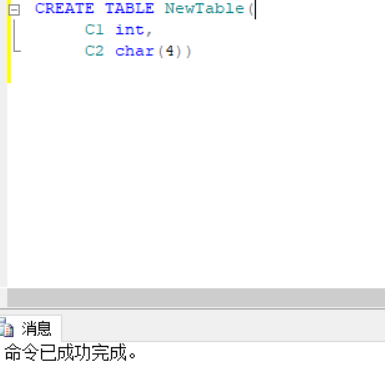 CREATE TABLE NewTable(
C1 int,
C2 char(4))
消息
命令已成功完成。